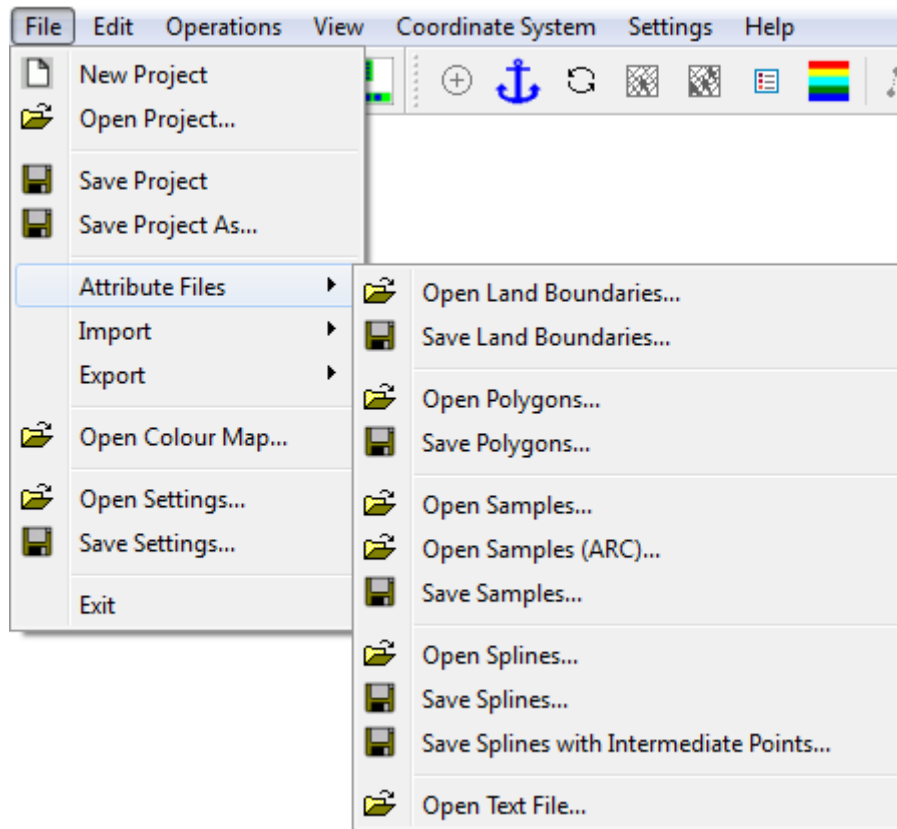 File Edit Operations View Coordinate System Settings Help
New Project
Open Project...
Save Project
Save Project As...
Attribute Files
Import
Export
Open Colour Map...
Open Settings...
Save Settings...
Exit
Open Land Boundaries...
Save Land Boundaries...
Open Polygons...
Save Polygons...
Open Samples...
Open Samples (ARC)...
Save Samples...
Open Splines...
Save Splines...
Save Splines with Intermediate Points...
Open Text File...